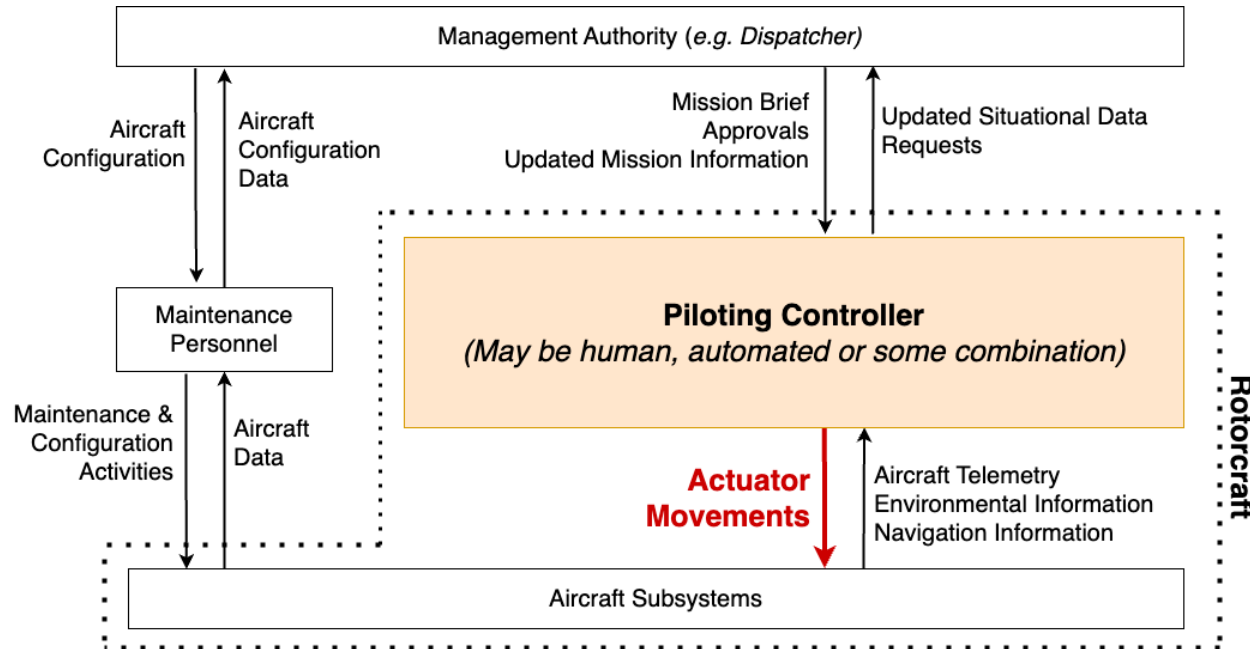 Management Authority (e.g. Dispatcher)
Aircraft
Configuration
Aircraft
Configuration
Data
Mission Brief
Approvals
Updated Mission Information
Updated Situational Data
Requests
Maintenance
Personnel
Piloting Controller
(May be human, automated or some combination)
Rotorcraft
Maintenance &
Configuration
Activities
Aircraft
Data
Actuator
Movements
Aircraft Telemetry
Environmental Information
Navigation Information
Aircraft Subsystems